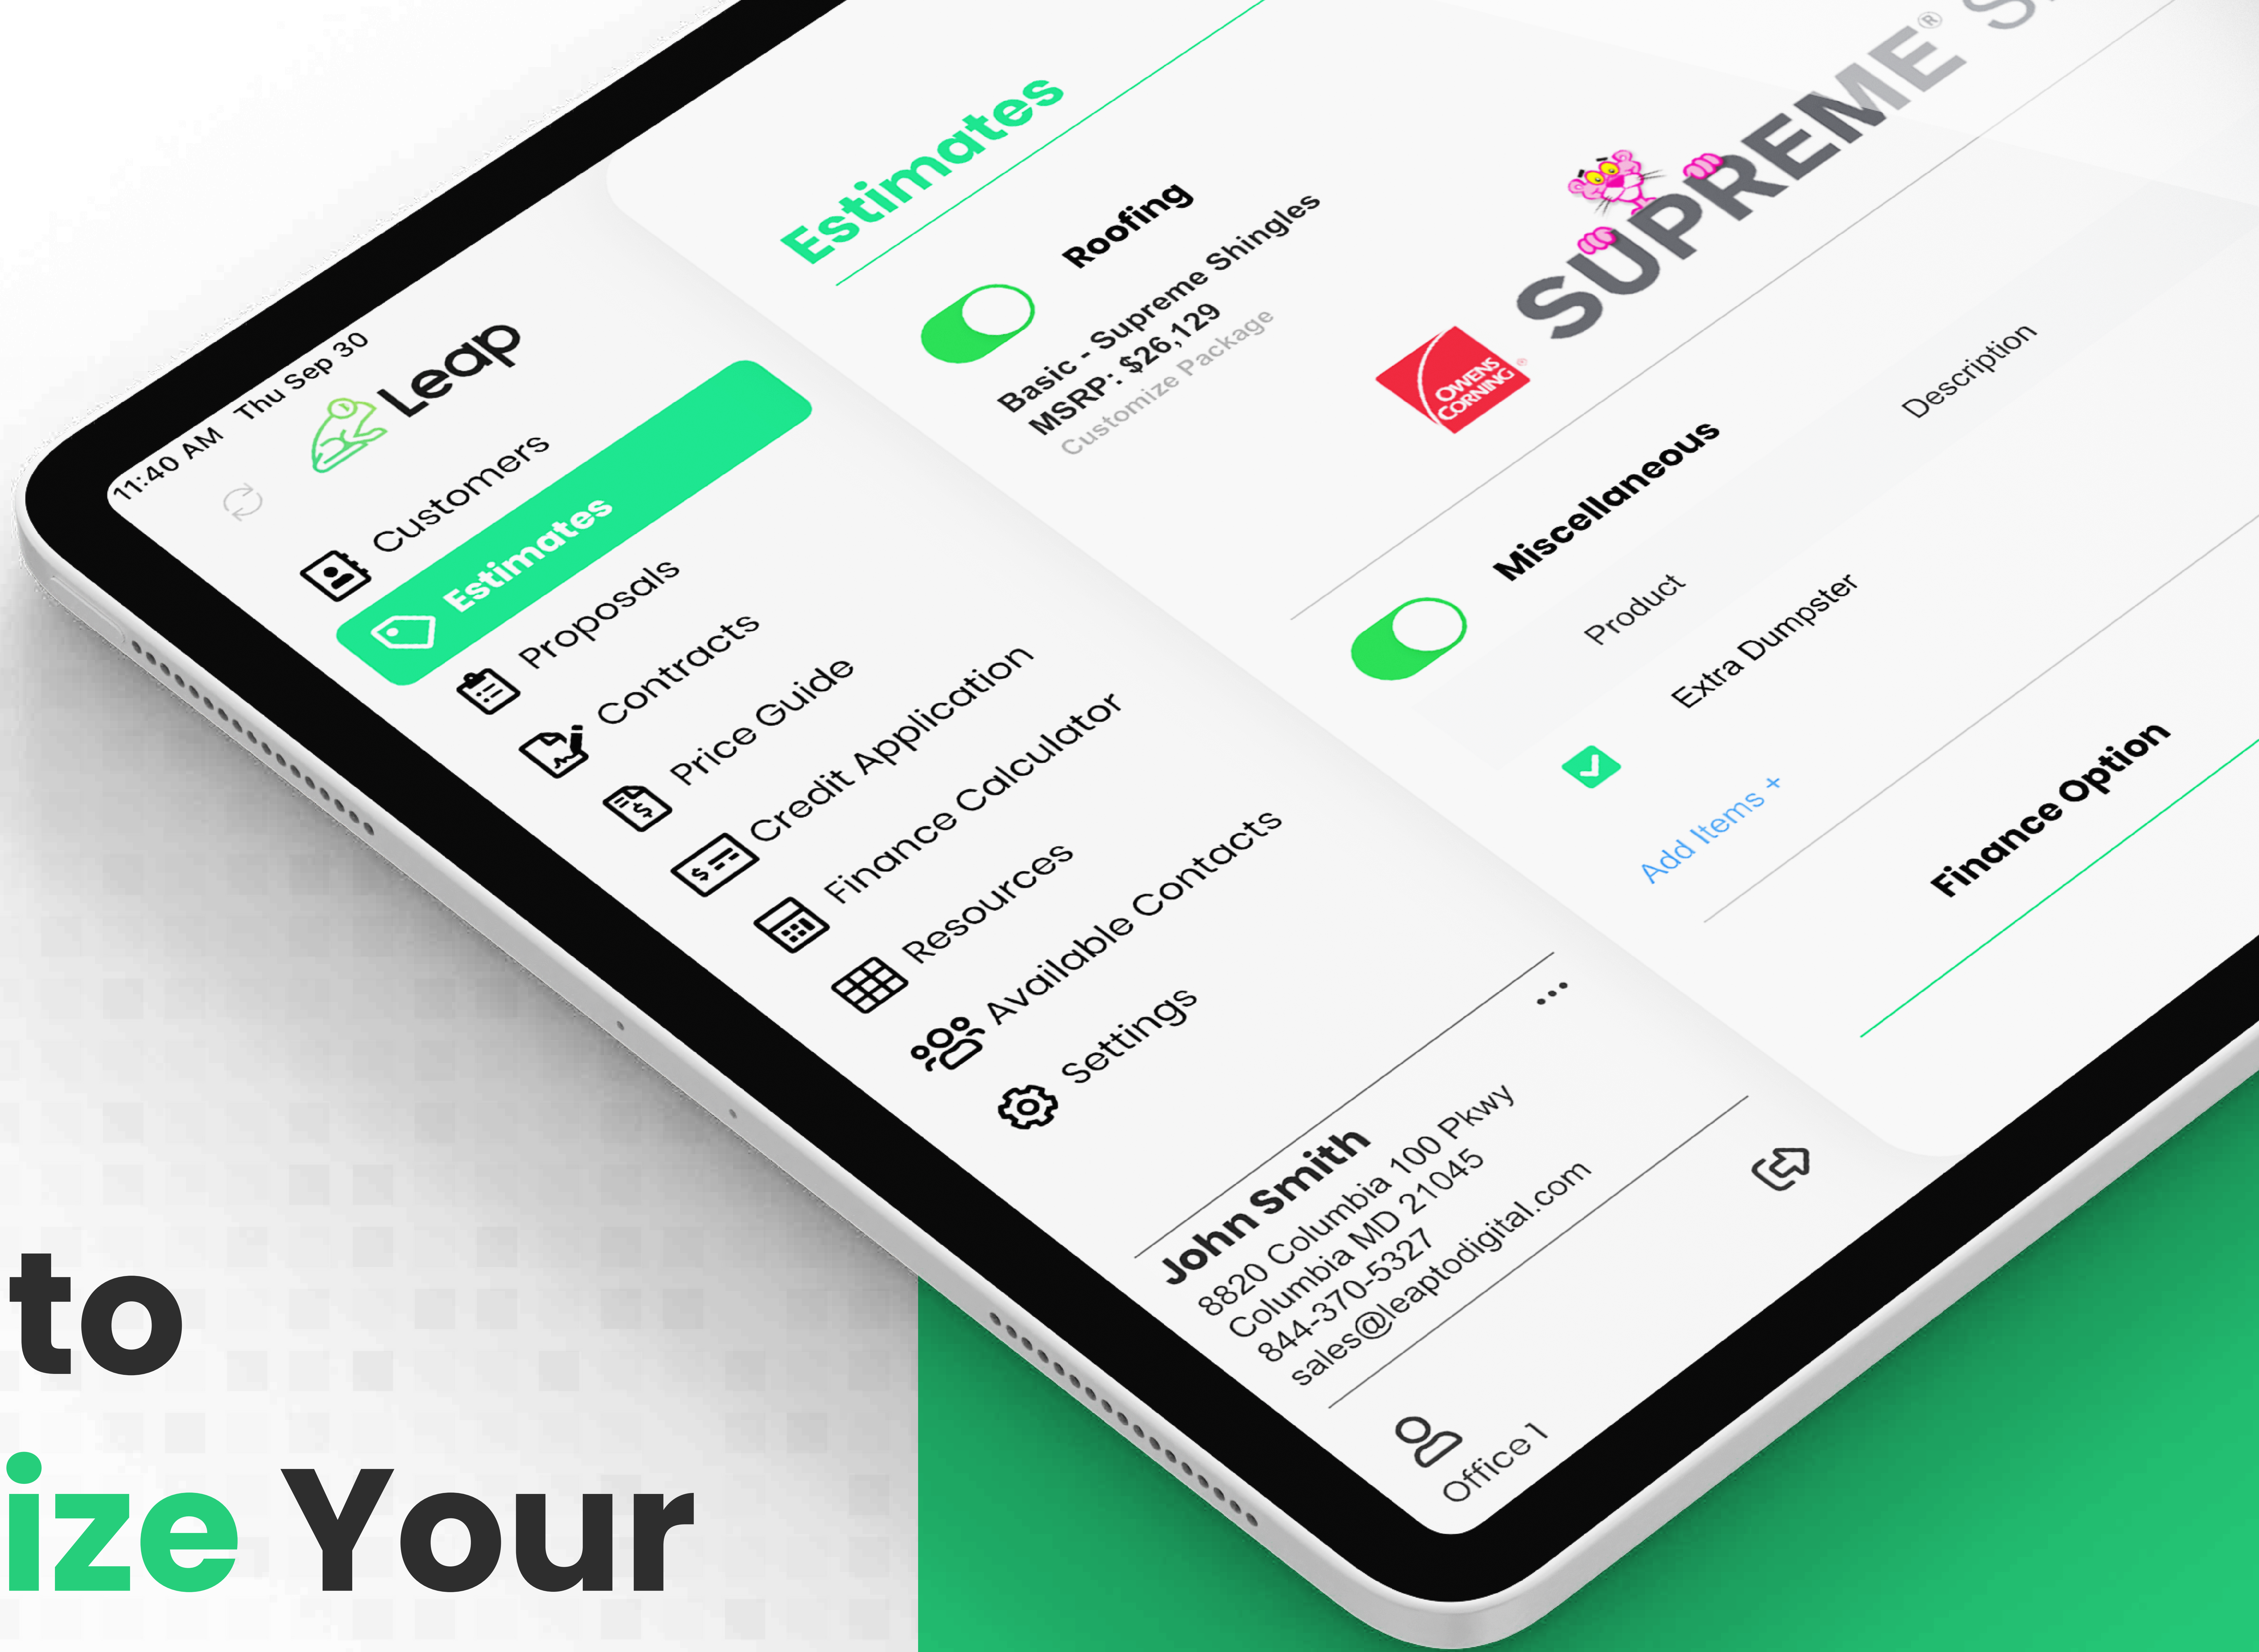 11:40 AM Thu Sep 30
Leap
Customers
Estimates
Proposals
Contracts
Price Guide
Credit Application
Finance Calculator
Resources
Available Contacts
Settings
John Smith
8820 Columbia 100 Pkwy
Columbia MD 21045
844-370-5327
sales@leaptodigital.com
Office 1
Estimates
Roofing
Basic - Supreme Shingles
MSRP: $26,129
Customize Package
OWENS
CORNING®
SUPREME® S
Miscellaneous
Product Description
Extra Dumpster
Add Items +
Finance Option
to
ize Your